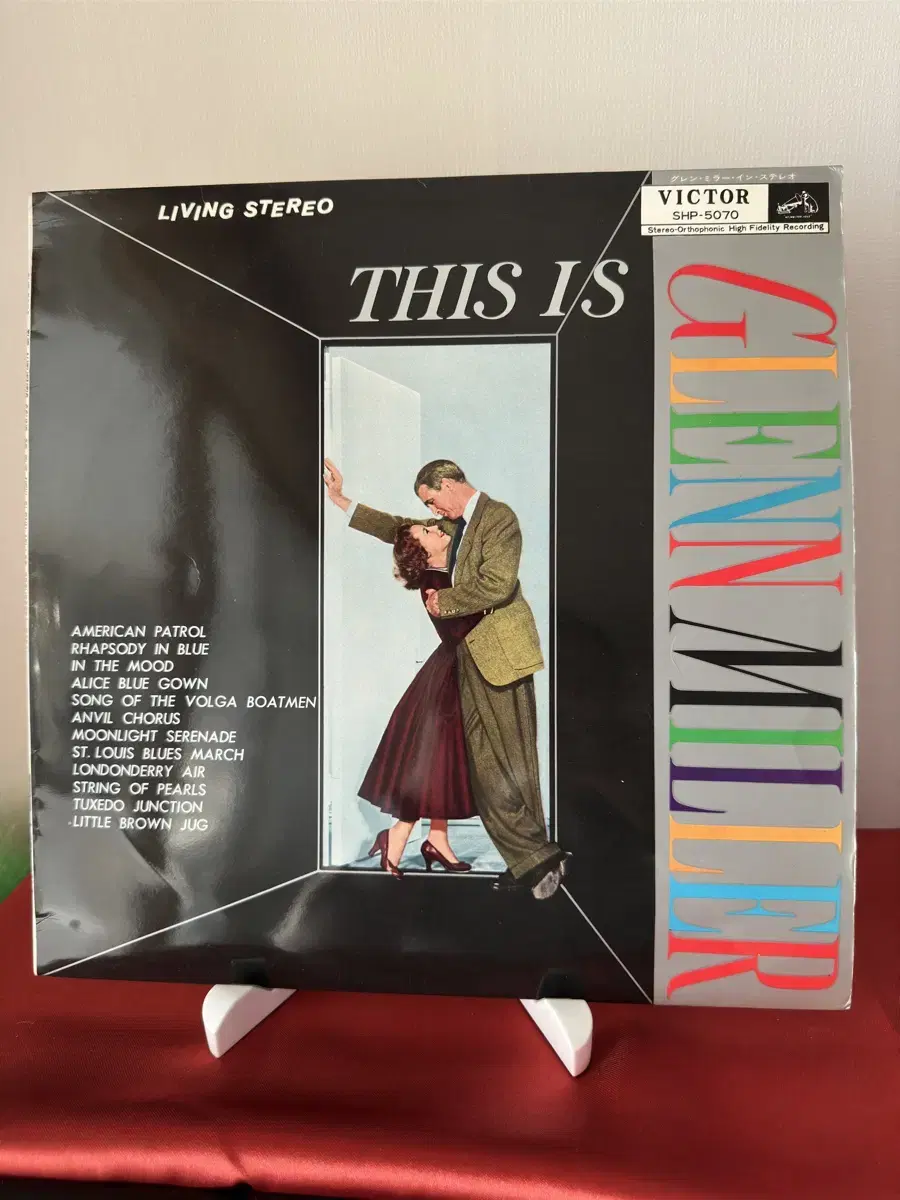 LIVING STEREO
グレン・ミラー・イン・ステレオ
VICTOR
SHP-5070
Stereo-Orthophonic High Fidelity Recording
THIS IS
GLENN MILLER
AMERICAN PATROL
RHAPSODY IN BLUE
IN THE MOOD
ALICE BLUE GOWN
SONG OF THE VOLGA BOATMEN
ANVIL CHORUS
MOONLIGHT SERENADE
ST. LOUIS BLUES MARCH
LONDONDERRY AIR
STRING OF PEARLS
TUXEDO JUNCTION
LITTLE BROWN JUG